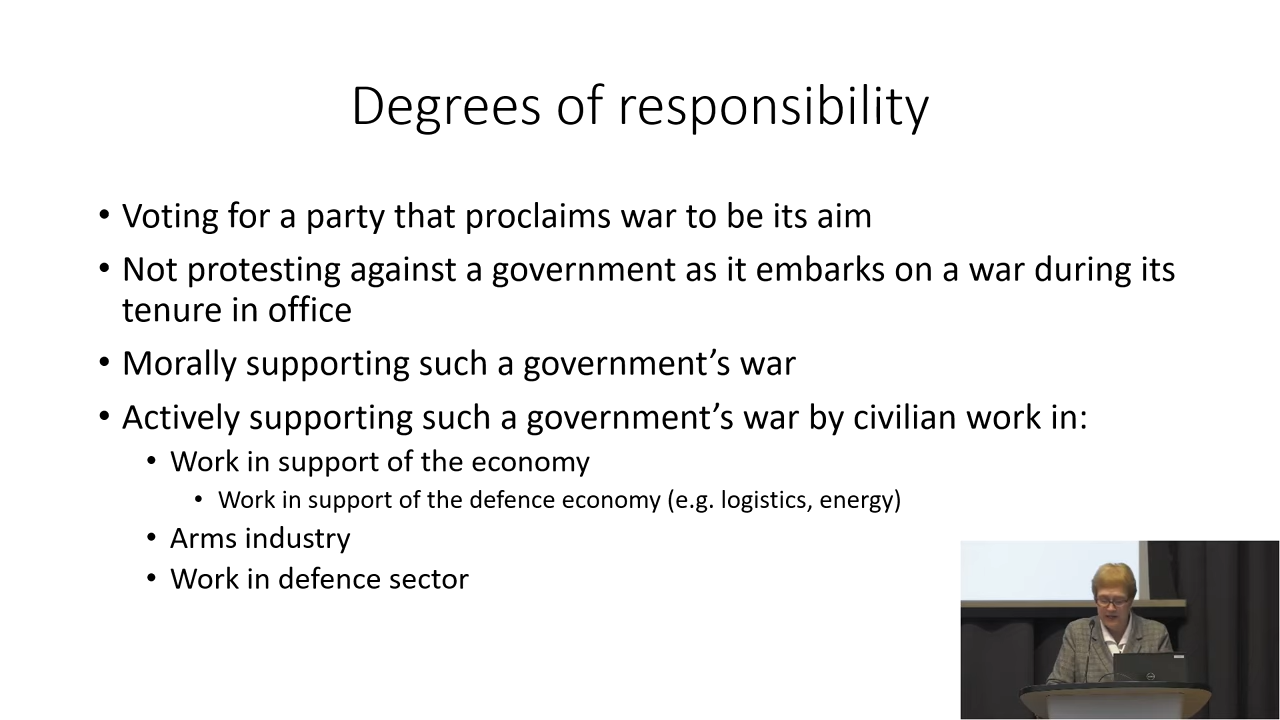 Degrees of responsibility
• Voting for a party that proclaims war to be its aim
• Not protesting against a government as it embarks on a war during its
tenure in office
• Morally supporting such a government’s war
• Actively supporting such a government’s war by civilian work in:
• Work in support of the economy
• Work in support of the defence economy (e.g. logistics, energy)
• Arms industry
• Work in defence sector